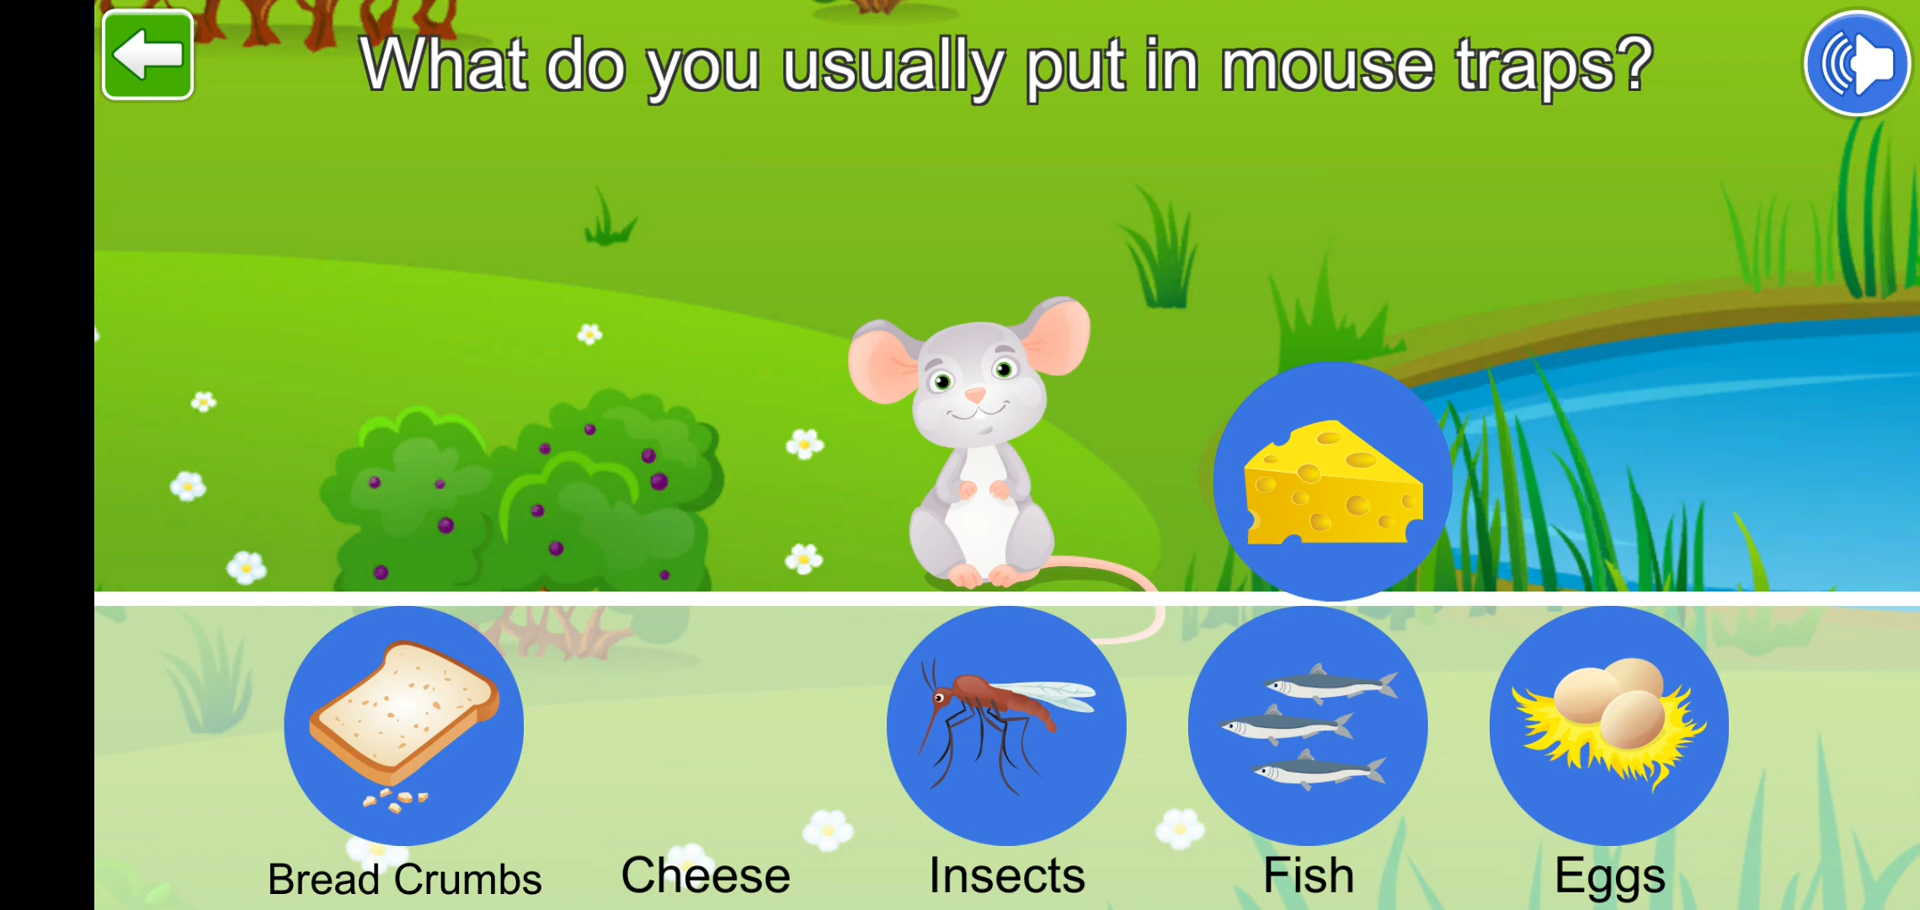 What do you usually put in mouse traps?
Bread Crumbs
Cheese
Insects
Fish
Eggs